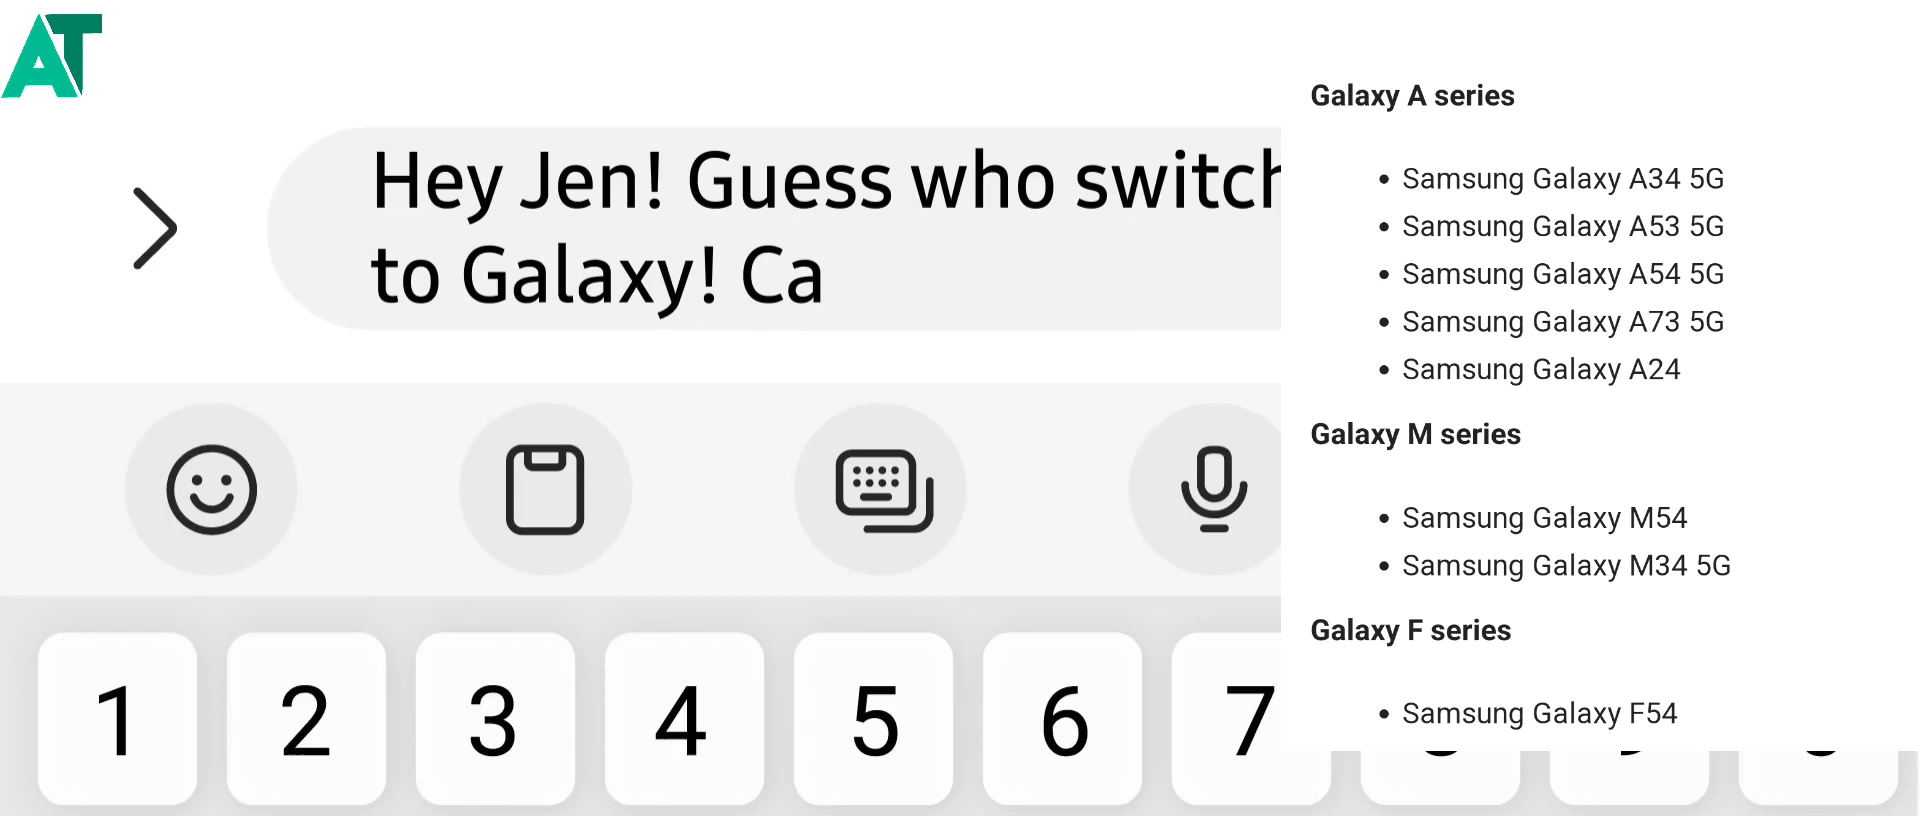 AT
Hey Jen! Guess who switch
to Galaxy! Ca
1 2 3 4 5 6 7
Galaxy A series
• Samsung Galaxy A34 5G
• Samsung Galaxy A53 5G
• Samsung Galaxy A54 5G
• Samsung Galaxy A73 5G
• Samsung Galaxy A24
Galaxy M series
• Samsung Galaxy M54
• Samsung Galaxy M34 5G
Galaxy F series
• Samsung Galaxy F54